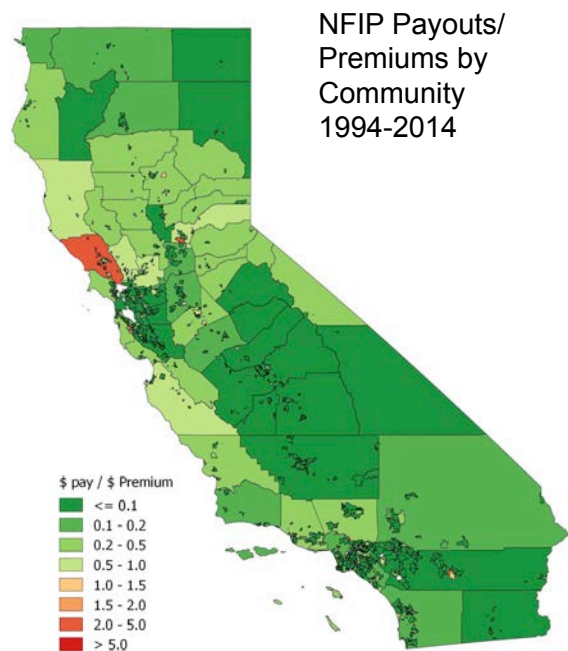 NFIP Payouts/
Premiums by
Community
1994-2014
$ pay / $ Premium
<= 0.1
0.1 - 0.2
0.2 - 0.5
0.5 - 1.0
1.0 - 1.5
1.5 - 2.0
2.0 - 5.0
> 5.0